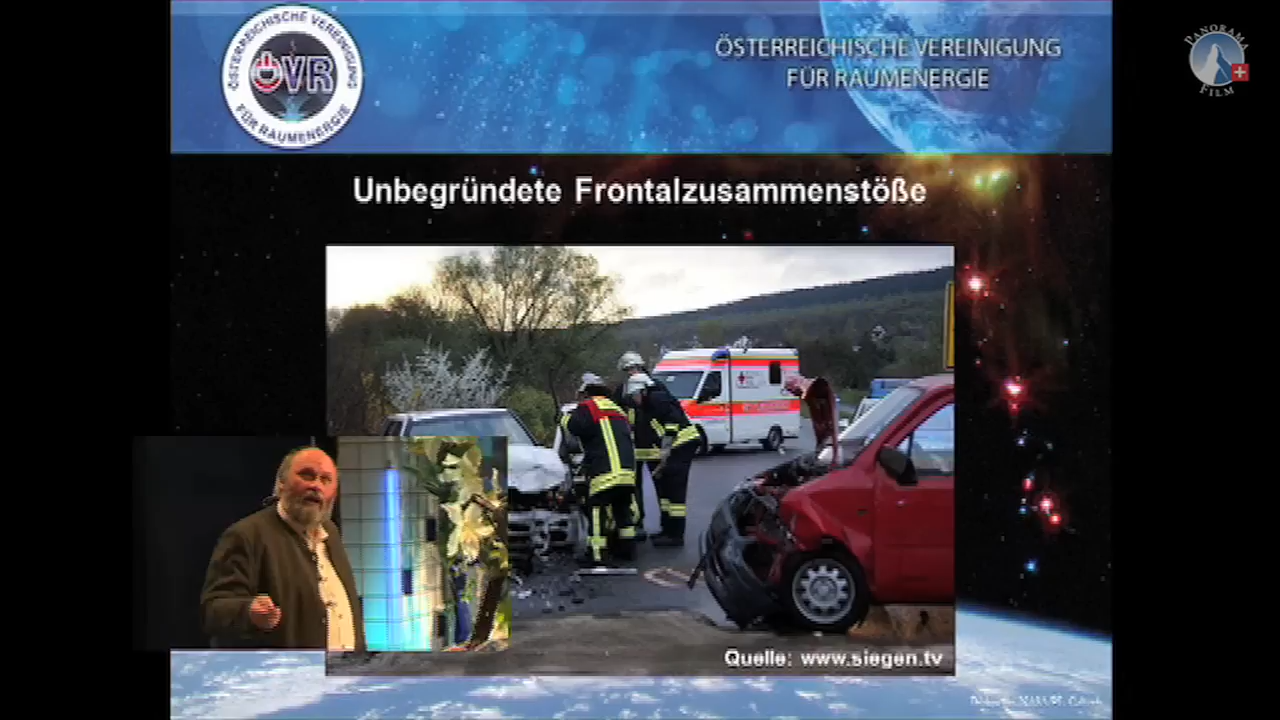 ÖSTERREICHISCHE VEREINIGUNG
FÜR RAUMENERGIE
ÖVR
ÖSTERREICHISCHE VEREINIGUNG
FÜR RAUMENERGIE
PANORAMA
FILM
Unbegründete Frontalzusammenstöße
Quelle: www.siegen.tv